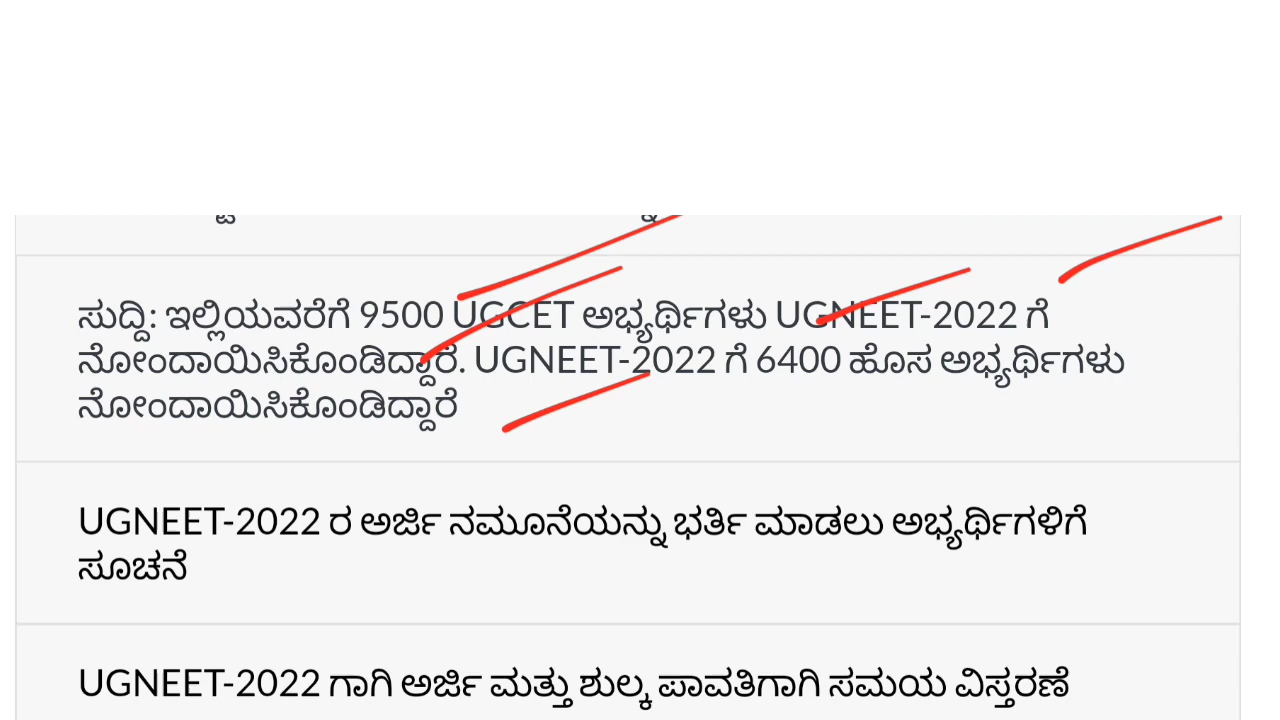 ಸುದ್ದಿ: ಇಲ್ಲಿಯವರೆಗೆ 9500 UGCET ಅಭ್ಯರ್ಥಿಗಳು UGNEET-2022 ಗೆ
ನೋಂದಾಯಿಸಿಕೊಂಡಿದ್ದಾರೆ. UGNEET-2022 ಗೆ 6400 ಹೊಸ ಅಭ್ಯರ್ಥಿಗಳು
ನೋಂದಾಯಿಸಿಕೊಂಡಿದ್ದಾರೆ
UGNEET-2022 ರ ಅರ್ಜಿ ನಮೂನೆಯನ್ನು ಭರ್ತಿ ಮಾಡಲು ಅಭ್ಯರ್ಥಿಗಳಿಗೆ
ಸೂಚನೆ
UGNEET-2022 ಗಾಗಿ ಅರ್ಜಿ ಮತ್ತು ಶುಲ್ಕ ಪಾವತಿಗಾಗಿ ಸಮಯ ವಿಸ್ತರಣೆ